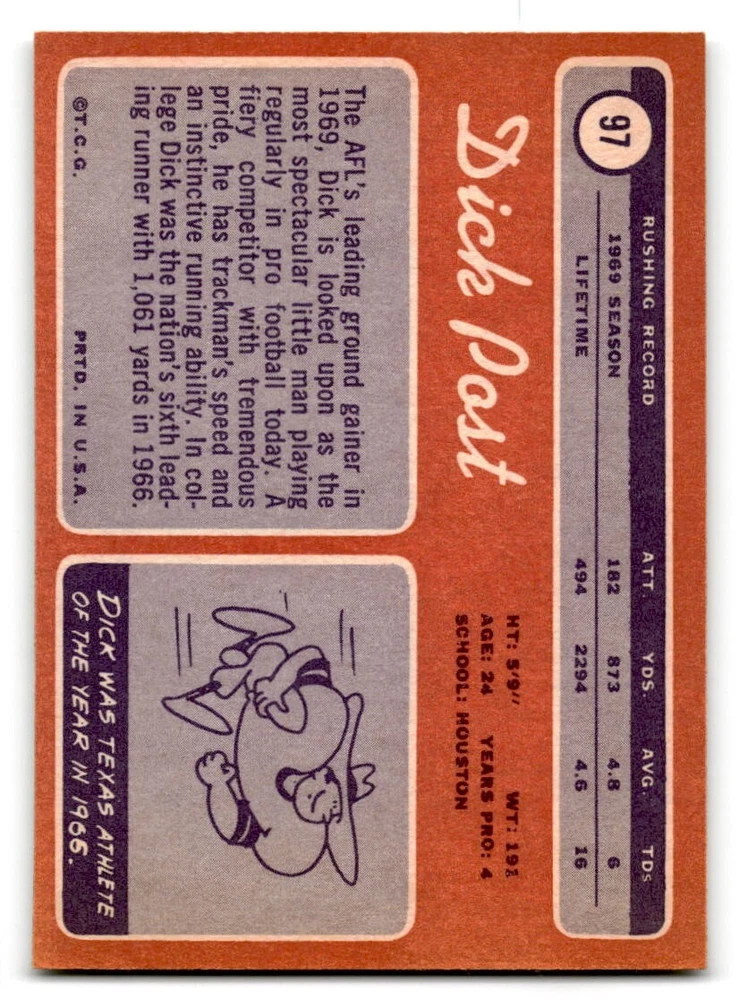 97
RUSHING RECORD ATT. YDS. AVG. TDs
1969 SEASON 182 873 4.8 6
LIFETIME 494 2294 4.6 16
Dick Post
HT: 5'9" WT:
AGE: 24 YEARS PRO: 4
SCHOOL: HOUSTON
The AFL's leading ground gainer in
1969, Dick is looked upon as the
most spectacular little man playing
regularly in pro football today. A
fiery competitor with tremendous
pride, he has trackman's speed and
an instinctive running ability. In col-
lege Dick was the nation's sixth lead-
ing runner with 1,061 yards in 1966.
©T.C.G. PRTD. IN U.S.A.
DICK WAS TEXAS ATHLETE
OF THE YEAR IN 1965.